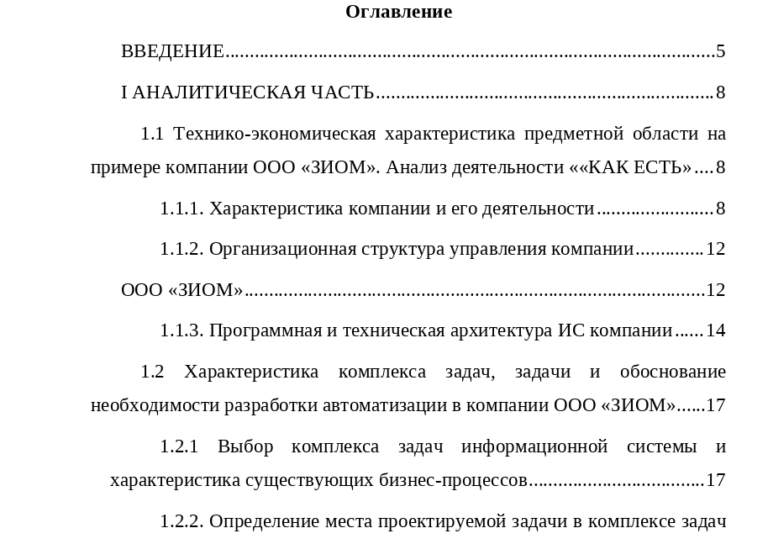 Оглавление
ВВЕДЕНИЕ....................................................................................................5
I АНАЛИТИЧЕСКАЯ ЧАСТЬ.....................................................................8
1.1 Технико-экономическая характеристика предметной области на
примере компании ООО «ЗИОМ». Анализ деятельности ««КАК ЕСТЬ»....8
1.1.1. Характеристика компании и его деятельности........................8
1.1.2. Организационная структура управления компании..............12
ООО «ЗИОМ»..............................................................................................12
1.1.3. Программная и техническая архитектура ИС компании......14
1.2 Характеристика комплекса задач, задачи и обоснование
необходимости разработки автоматизации в компании ООО «ЗИОМ»......17
1.2.1 Выбор комплекса задач информационной системы и
характеристика существующих бизнес-процессов....................................17
1.2.2. Определение места проектируемой задачи в комплексе задач